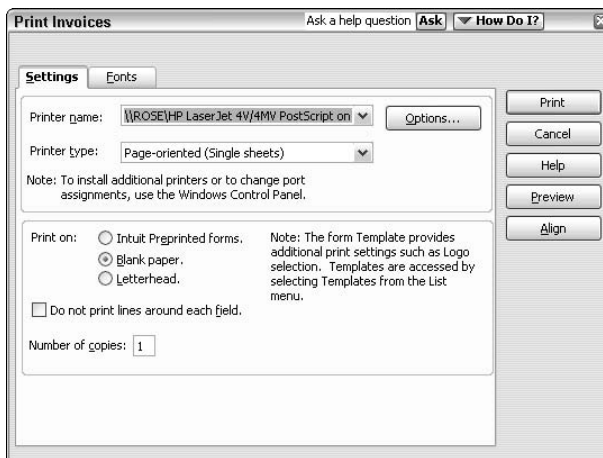 Print Invoices
Ask a help question Ask How Do I?
Settings Fonts
Printer name: \\ROSE\HP LaserJet 4V/4MV PostScript on Options...
Printer type: Page-oriented (Single sheets)
Note: To install additional printers or to change port
assignments, use the Windows Control Panel.
Print on: Intuit Preprinted forms.
Blank paper.
Letterhead.
Note: The form Template provides
additional print settings such as Logo
selection. Templates are accessed by
selecting Templates from the List
menu.
Do not print lines around each field.
Number of copies: 1
Print
Cancel
Help
Preview
Align